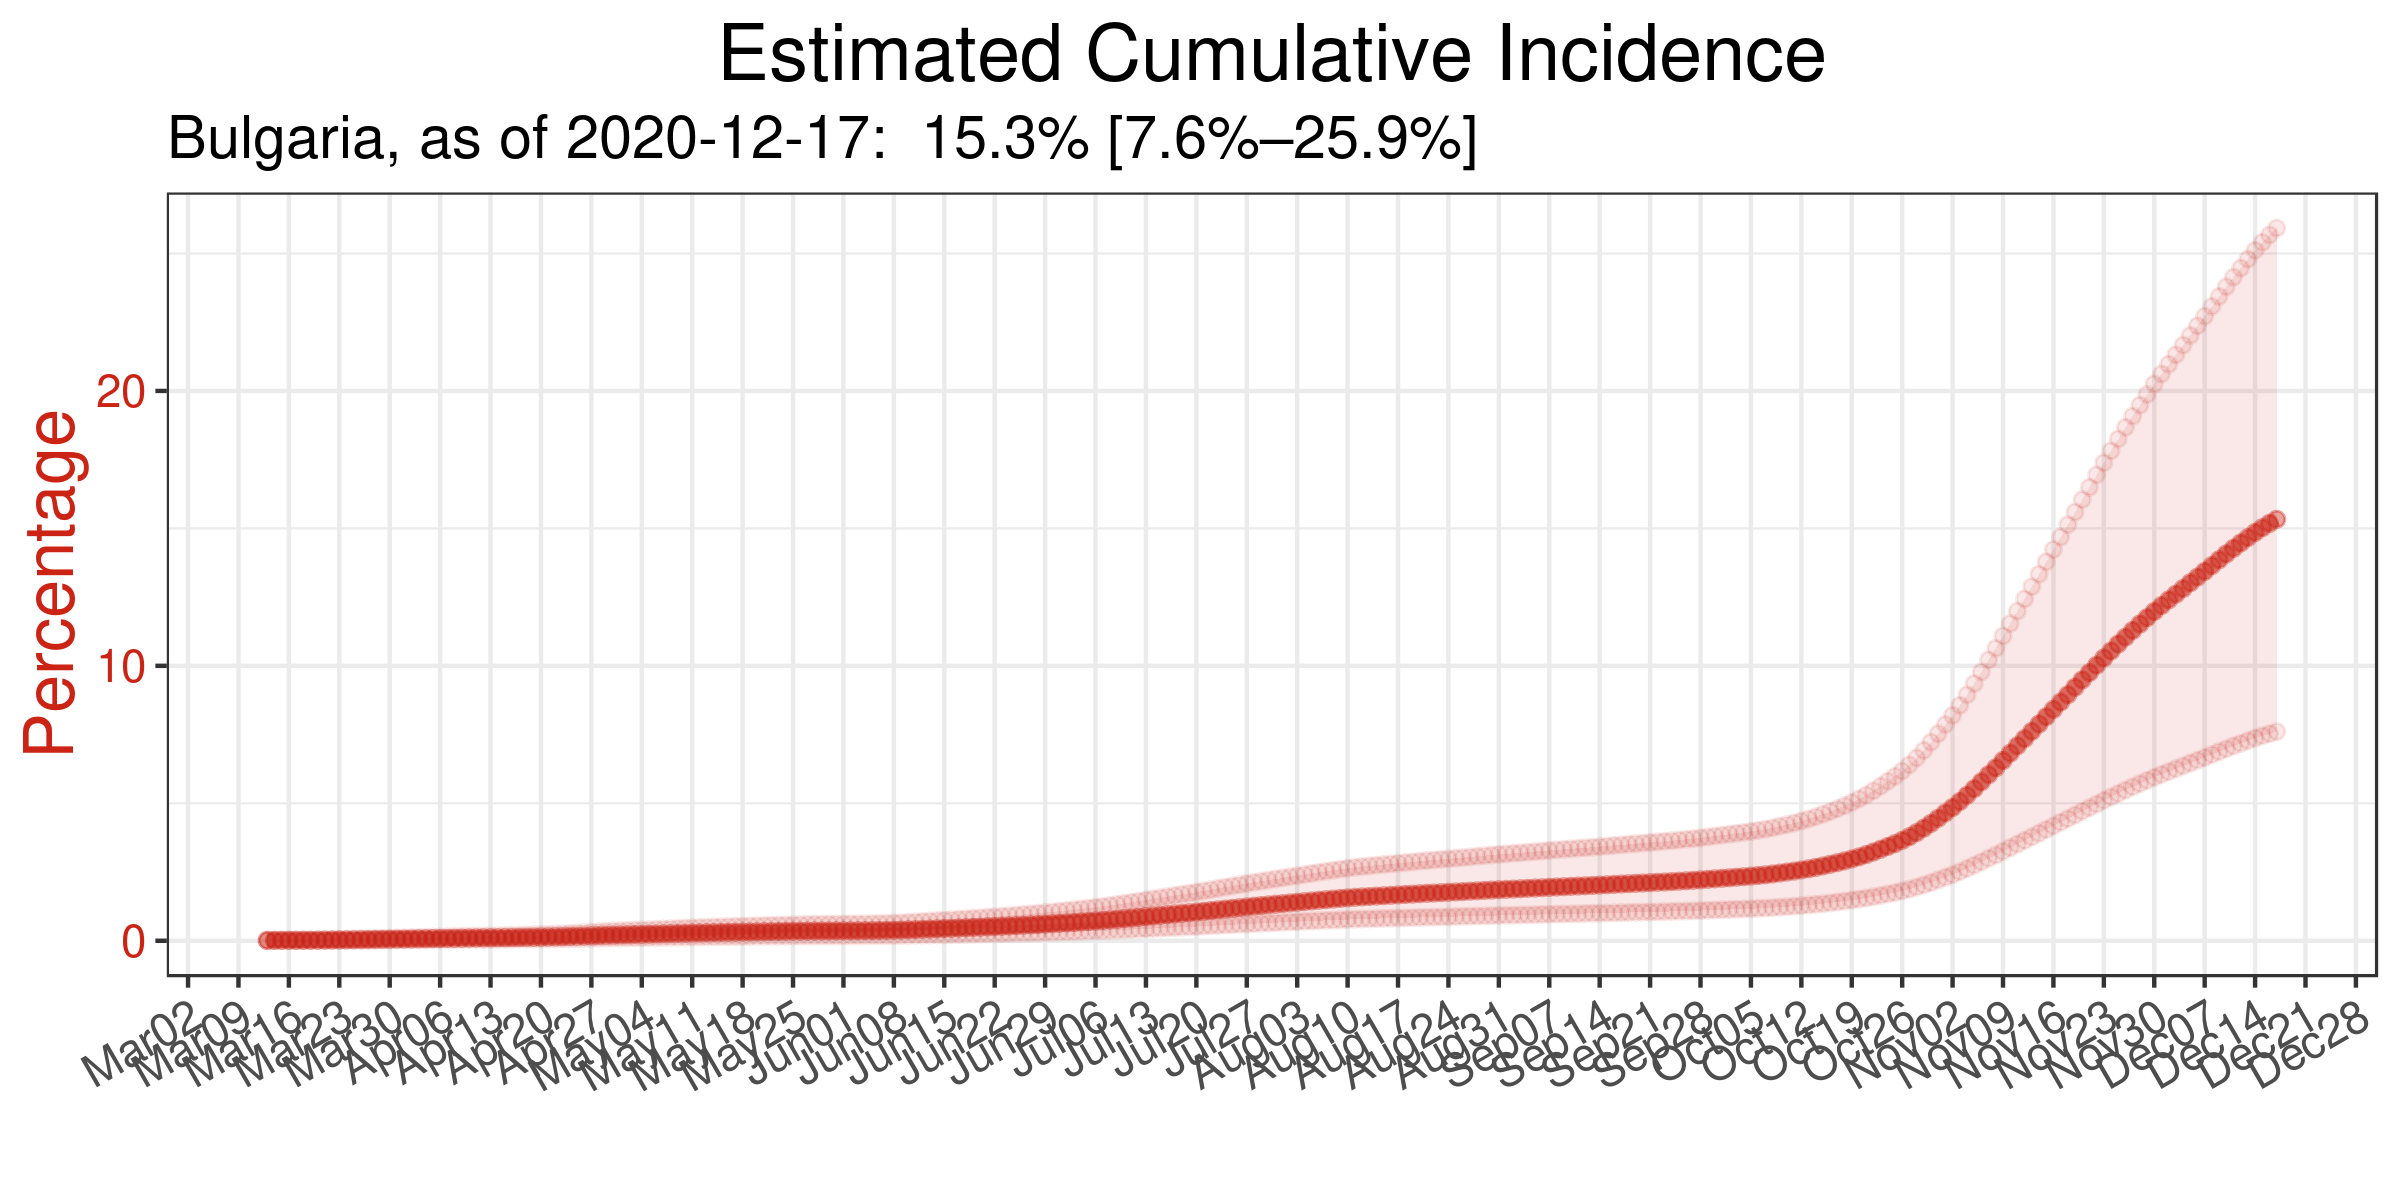 Estimated Cumulative Incidence
Bulgaria, as of 2020-12-17:  15.3% [7.6%–25.9%]
Percentage
20
10
0
Mar02
Mar09
Mar16
Mar23
Mar30
Apr06
Apr13
Apr20
Apr27
May04
May11
May18
May25
Jun01
Jun08
Jun15
Jun22
Jun29
Jul06
Jul13
Jul20
Jul27
Aug03
Aug10
Aug17
Aug24
Aug31
Sep07
Sep14
Sep21
Sep28
Oct05
Oct12
Oct19
Oct26
Nov02
Nov09
Nov16
Nov23
Nov30
Dec07
Dec14
Dec21
Dec28